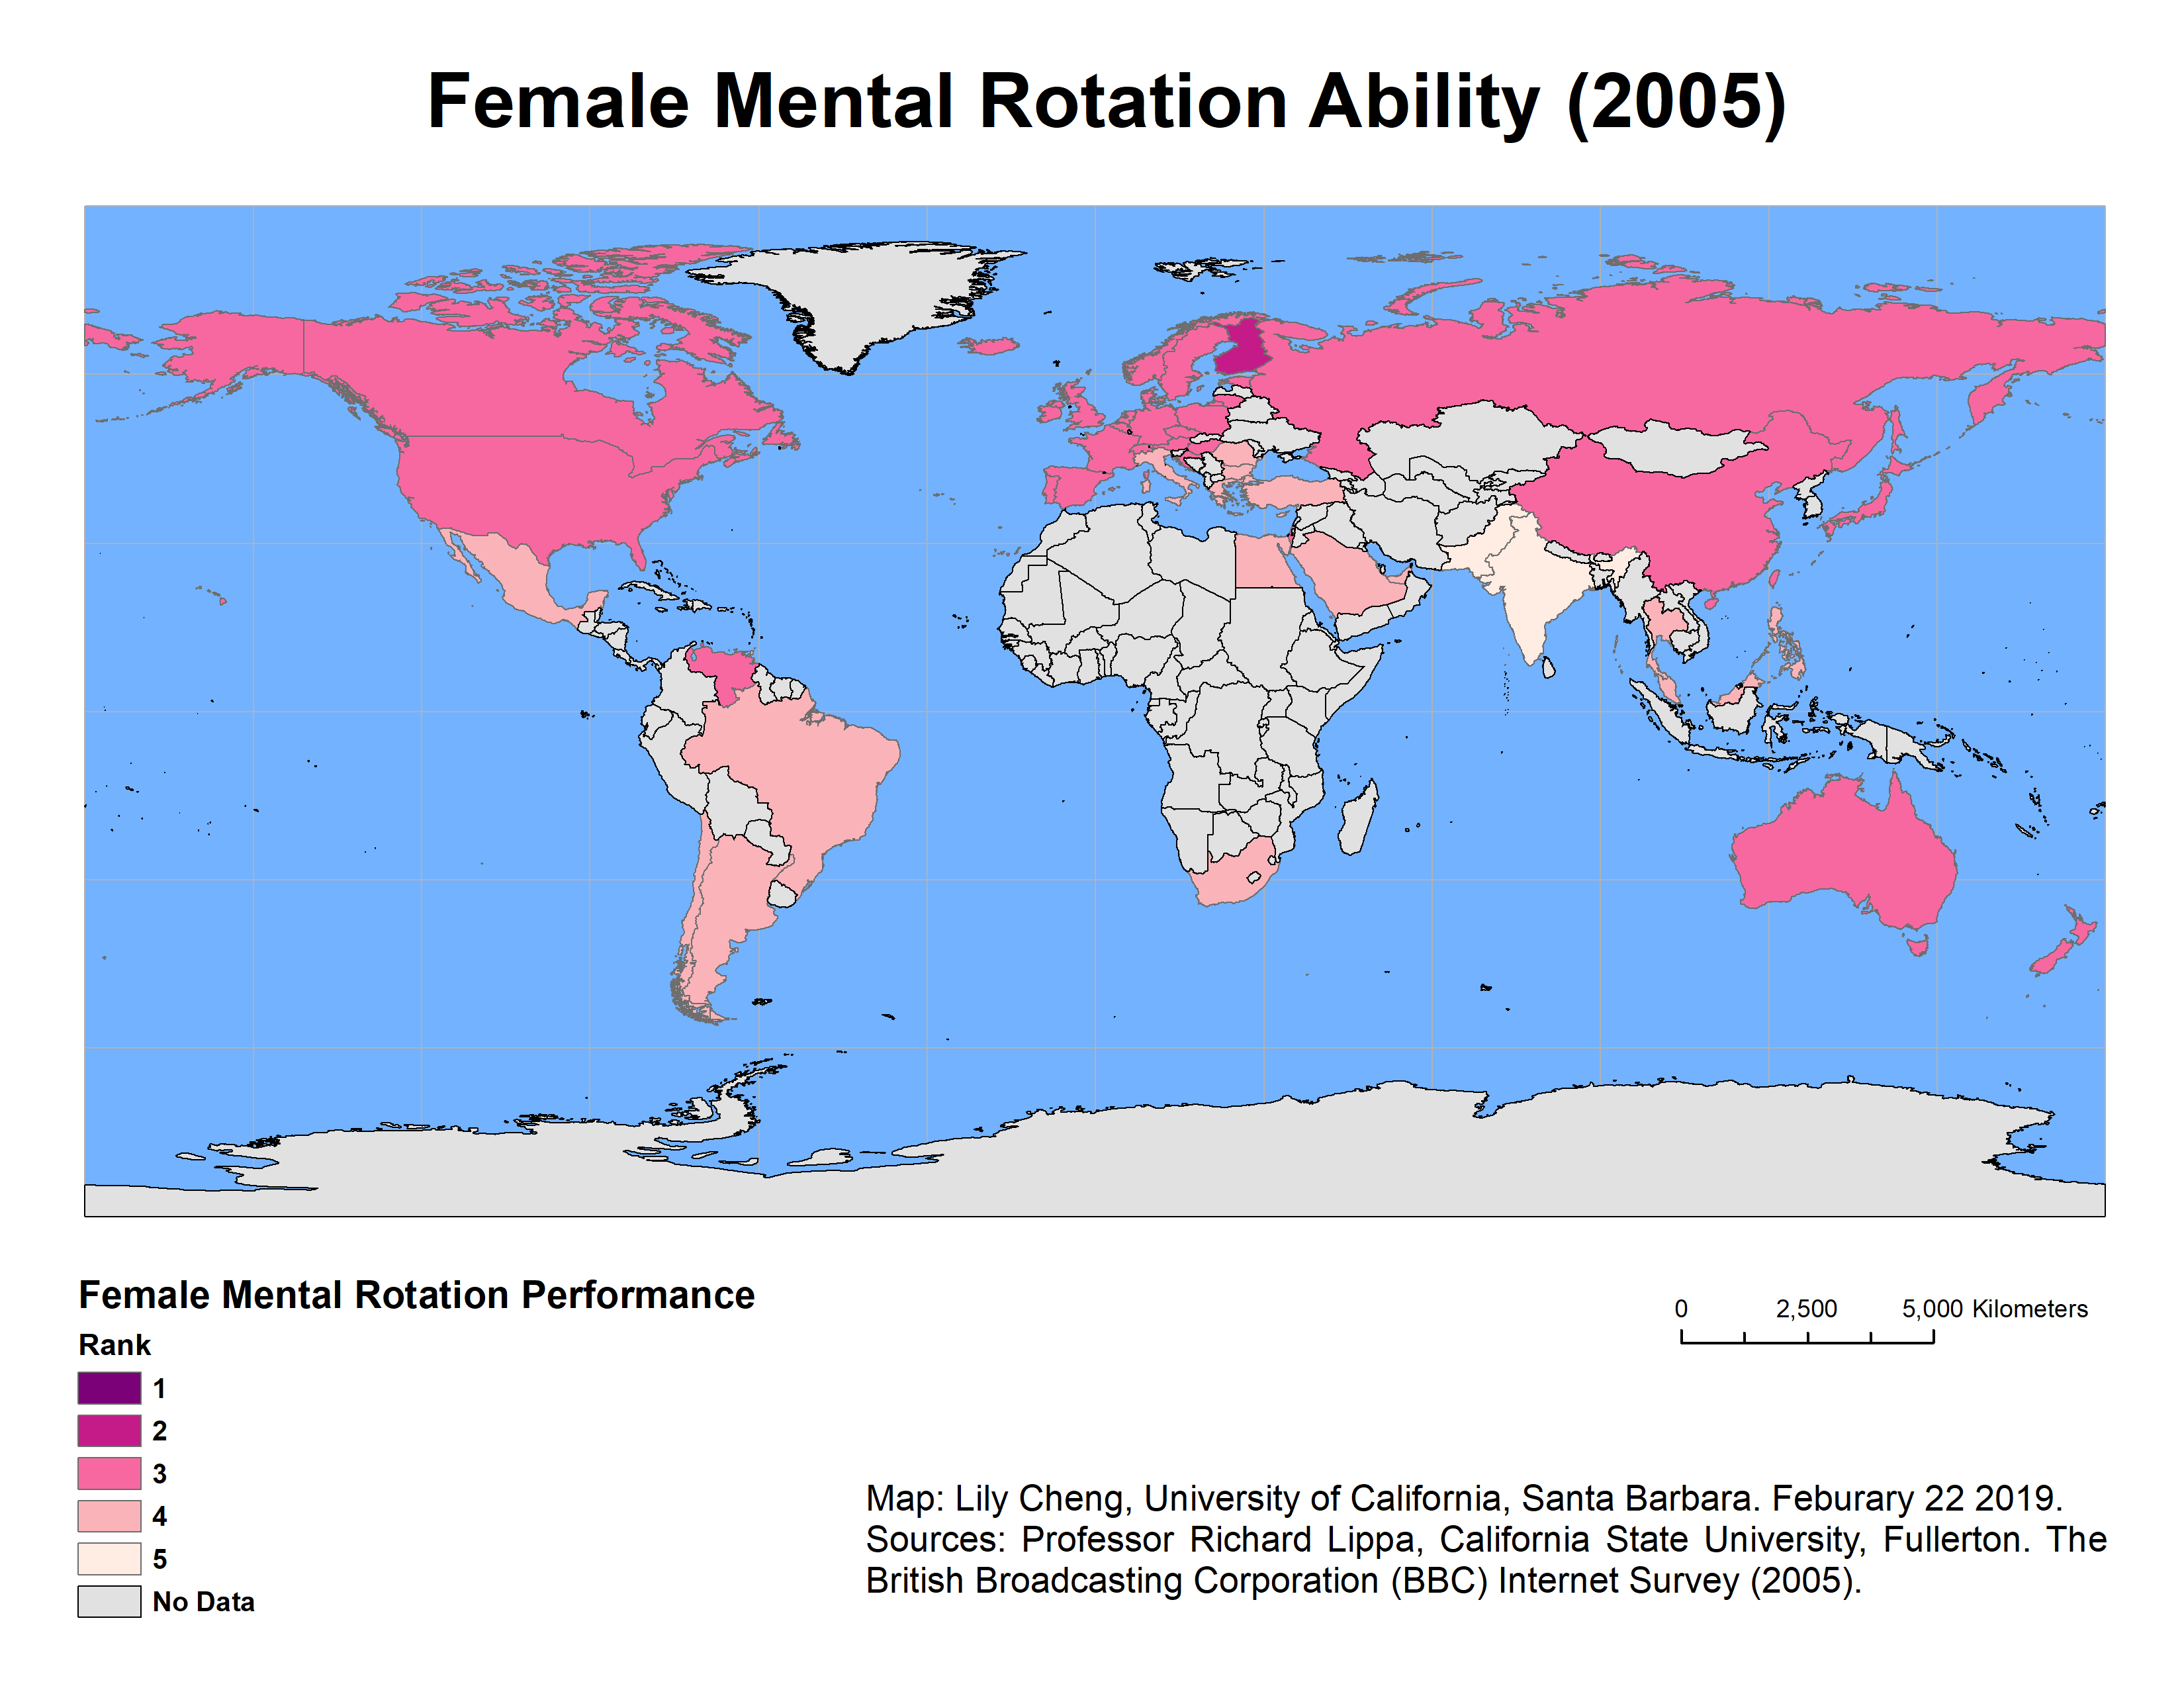 Female Mental Rotation Ability (2005)
Female Mental Rotation Performance
Rank
1
2
3
4
5
No Data
0 2,500 5,000 Kilometers
Map: Lily Cheng, University of California, Santa Barbara. Feburary 22 2019.
Sources: Professor Richard Lippa, California State University, Fullerton. The
British Broadcasting Corporation (BBC) Internet Survey (2005).